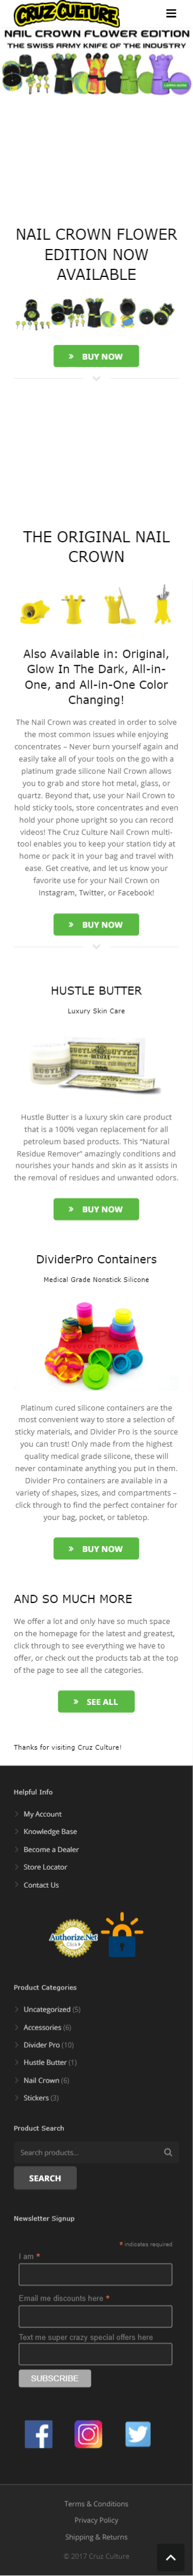 CRUZ CULTURE
NAIL CROWN FLOWER EDITION
THE SWISS ARMY KNIFE OF THE INDUSTRY
NAIL CROWN FLOWER
EDITION NOW
AVAILABLE
» BUY NOW
THE ORIGINAL NAIL
CROWN
Also Available in: Original,
Glow In The Dark, All-in-
One, and All-in-One Color
Changing!
The Nail Crown was created in order to solve
the most common issues while enjoying
concentrates – Never burn yourself again and
easily take all of your tools on the go with a
platinum grade silicone Nail Crown allows
you to grab and store hot metal, glass, or
quartz. Beyond that, use your Nail Crown to
hold sticky tools, store concentrates and even
hold your phone upright so you can record
videos! The Cruz Culture Nail Crown multi-
tool enables you to keep your station tidy at
home or pack it in your bag and travel with
ease. Get creative, and let us know your
favorite use for your Nail Crown on
Instagram, Twitter, or Facebook!
» BUY NOW
HUSTLE BUTTER
Luxury Skin Care
Hustle Butter is a luxury skin care product
that is a 100% vegan replacement for all
petroleum based products. This “Natural
Residue Remover” amazingly conditions and
nourishes your hands and skin as it assists in
the removal of residues and unwanted odors.
» BUY NOW
DividerPro Containers
Medical Grade Nonstick Silicone
Platinum cured silicone containers are the
most convenient way to store a selection of
sticky materials, and Divider Pro is the source
you can trust! Only made from the highest
quality medical grade silicone, these will
never contaminate anything you put in them.
Divider Pro containers are available in a
variety of shapes, sizes, and compartments –
click through to find the perfect container for
your bag, pocket, or tabletop.
» BUY NOW
AND SO MUCH MORE
We offer a lot and only have so much space
on the homepage for the latest and greatest,
click through to see everything we have to
offer, or check out the products tab at the top
of the page to see all the categories.
» SEE ALL
Thanks for visiting Cruz Culture!
Helpful Info
My Account
Knowledge Base
Become a Dealer
Store Locator
Contact Us
Authorize.Net
Click
Product Categories
Uncategorized (5)
Accessories (6)
Divider Pro (10)
Hustle Butter (1)
Nail Crown (6)
Stickers (3)
Product Search
Search products...
SEARCH
Newsletter Signup
* indicates required
I am *
Email me discounts here *
Text me super crazy special offers here
SUBSCRIBE
Terms & Conditions
Privacy Policy
Shipping & Returns
© 2017 Cruz Culture